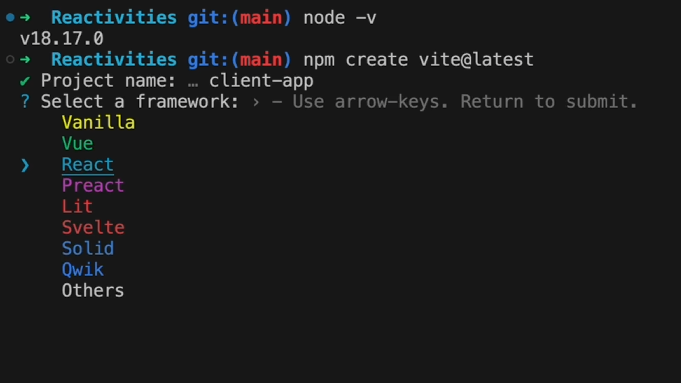 ➜ Reactivities git:(main) node -v
v18.17.0
➜ Reactivities git:(main) npm create vite@latest
✔ Project name: … client-app
? Select a framework: › - Use arrow-keys. Return to submit.
Vanilla
Vue
❯ React
Preact
Lit
Svelte
Solid
Qwik
Others